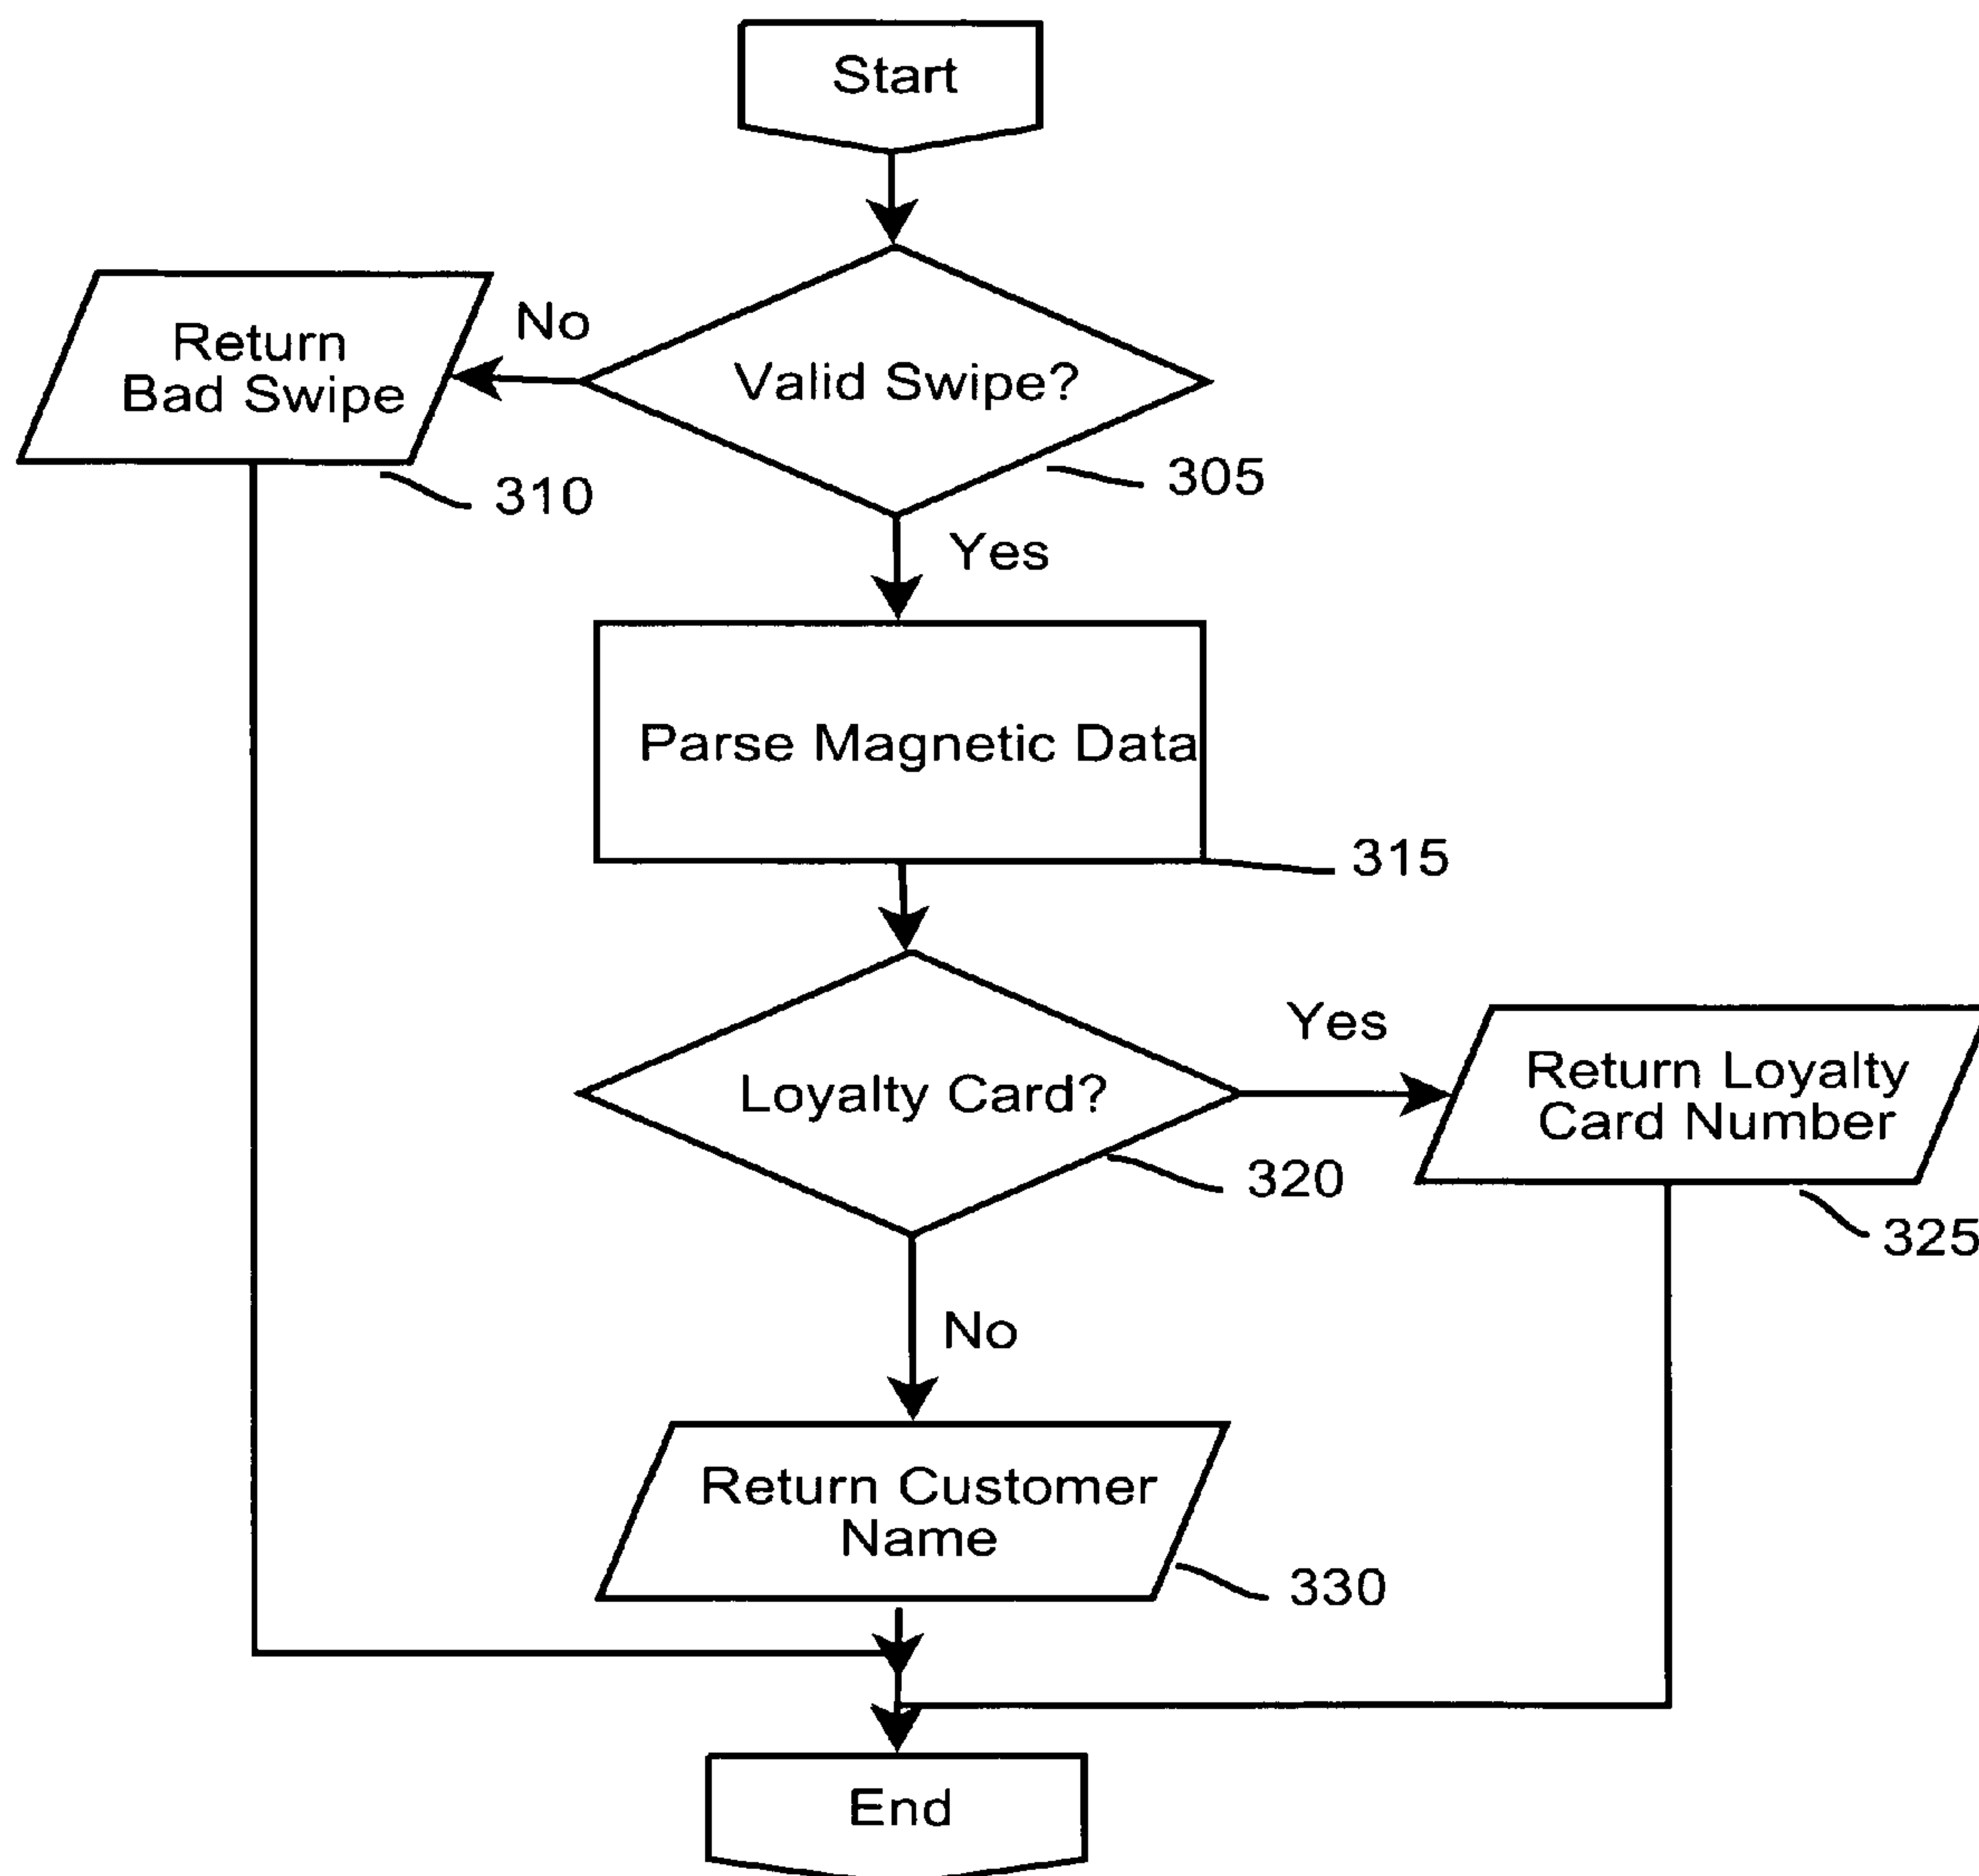 Start
No
Return
Bad Swipe
Valid Swipe?
310
305
Yes
Parse Magnetic Data
315
Loyalty Card?
Yes
Return Loyalty
Card Number
320
325
No
Return Customer
Name
330
End